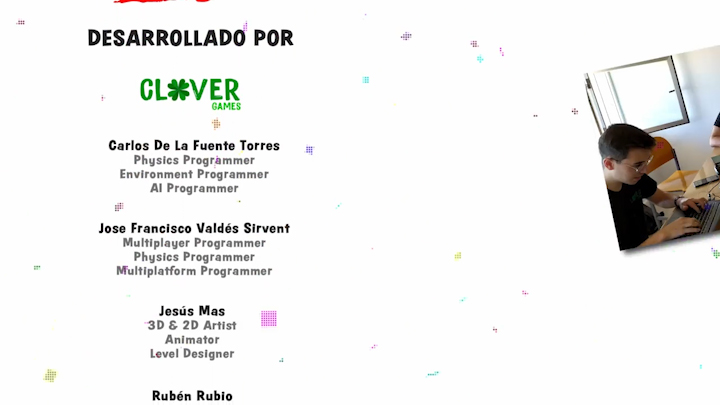 DESARROLLADO POR
CLOVER
GAMES
Carlos De La Fuente Torres
Physics Programmer
Environment Programmer
AI Programmer
Jose Francisco Valdés Sirvent
Multiplayer Programmer
Physics Programmer
Multiplatform Programmer
Jesús Mas
3D & 2D Artist
Animator
Level Designer
Rubén Rubio